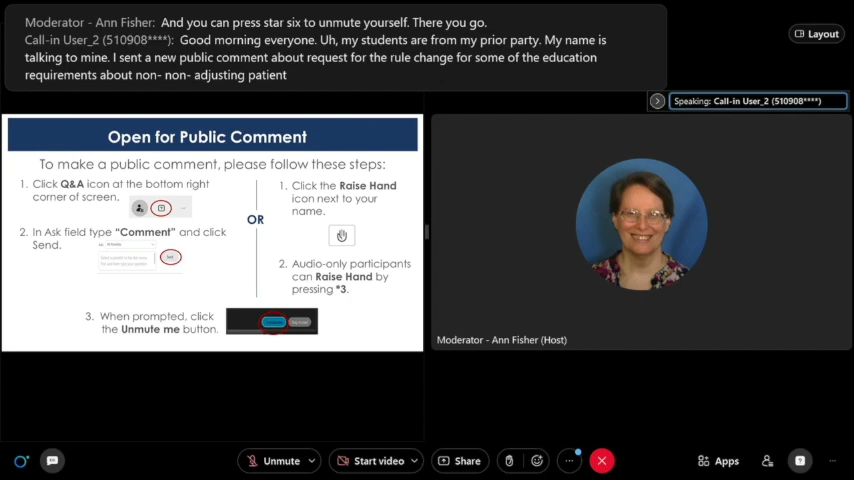 Moderator - Ann Fisher: And you can press star six to unmute yourself. There you go.
Call-in User_2 (510908****): Good morning everyone. Uh, my students are from my prior party. My name is
talking to mine. I sent a new public comment about request for the rule change for some of the education
requirements about non- non- adjusting patient
Layout
Speaking: Call-in User_2 (510908****)
Open for Public Comment
To make a public comment, please follow these steps:
1. Click Q&A icon at the bottom right
corner of screen.
2. In Ask field type “Comment” and click
Send.
OR
1. Click the Raise Hand
icon next to your
name.
2. Audio-only participants
can Raise Hand by
pressing *3.
3. When prompted, click
the Unmute me button.
Moderator - Ann Fisher (Host)
Unmute
Start video
Share
Apps